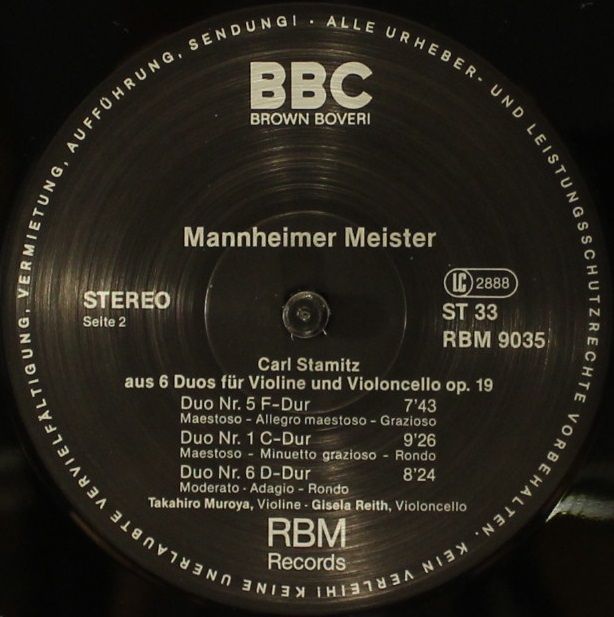 ALLE URHEBER- UND LEISTUNGSSCHUTZRECHTE VORBEHALTEN · KEIN VERLEIH! KEINE UNERLAUBTE VERVIELFÄLTIGUNG, VERMIETUNG, AUFFÜHRUNG, SENDUNG! ·
BBC
BROWN BOVERI
Mannheimer Meister
STEREO
Seite 2
LC 2888
ST 33
RBM 9035
Carl Stamitz
aus 6 Duos für Violine und Violoncello op. 19
Duo Nr. 5 F-Dur 7'43
Maestoso - Allegro maestoso - Grazioso
Duo Nr. 1 C-Dur 9'26
Maestoso - Minuetto grazioso - Rondo
Duo Nr. 6 D-Dur 8'24
Moderato - Adagio - Rondo
Takahiro Muroya, Violine · Gisela Reith, Violoncello
RBM
Records